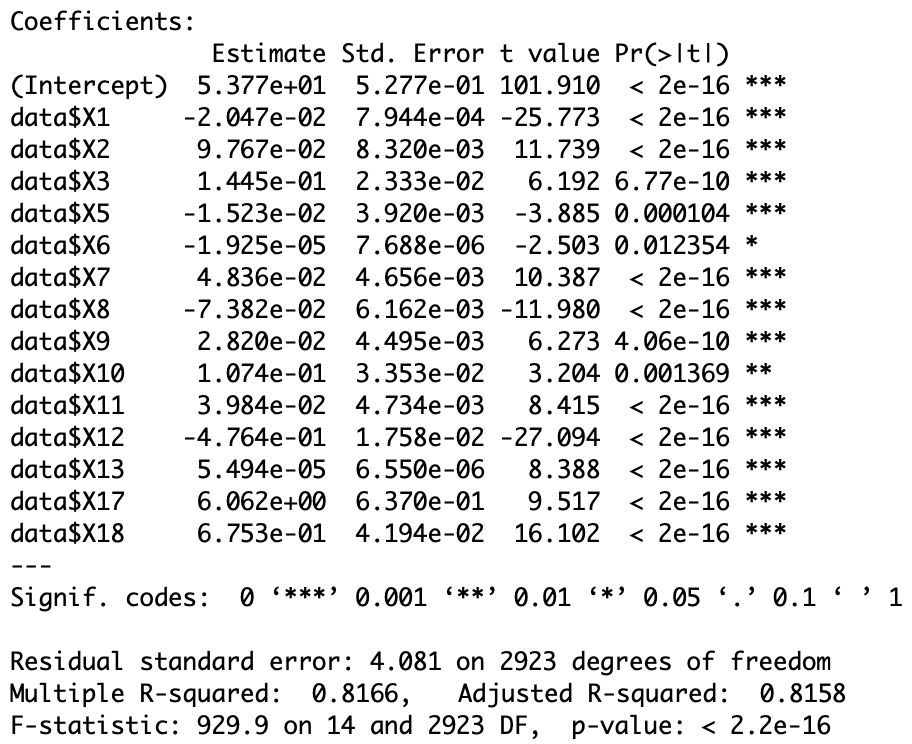 Coefficients:
              Estimate Std. Error t value Pr(>|t|)
(Intercept)  5.377e+01  5.277e-01 101.910  < 2e-16 ***
data$X1     -2.047e-02  7.944e-04 -25.773  < 2e-16 ***
data$X2      9.767e-02  8.320e-03  11.739  < 2e-16 ***
data$X3      1.445e-01  2.333e-02   6.192 6.77e-10 ***
data$X5     -1.523e-02  3.920e-03  -3.885 0.000104 ***
data$X6     -1.925e-05  7.688e-06  -2.503 0.012354 *
data$X7      4.836e-02  4.656e-03  10.387  < 2e-16 ***
data$X8     -7.382e-02  6.162e-03 -11.980  < 2e-16 ***
data$X9      2.820e-02  4.495e-03   6.273 4.06e-10 ***
data$X10     1.074e-01  3.353e-02   3.204 0.001369 **
data$X11     3.984e-02  4.734e-03   8.415  < 2e-16 ***
data$X12    -4.764e-01  1.758e-02 -27.094  < 2e-16 ***
data$X13     5.494e-05  6.550e-06   8.388  < 2e-16 ***
data$X17     6.062e+00  6.370e-01   9.517  < 2e-16 ***
data$X18     6.753e-01  4.194e-02  16.102  < 2e-16 ***
---
Signif. codes:  0 ‘***’ 0.001 ‘**’ 0.01 ‘*’ 0.05 ‘.’ 0.1 ‘ ’ 1

Residual standard error: 4.081 on 2923 degrees of freedom
Multiple R-squared:  0.8166,   Adjusted R-squared:  0.8158
F-statistic: 929.9 on 14 and 2923 DF,  p-value: < 2.2e-16